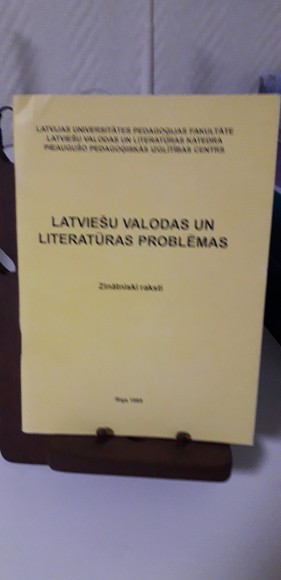 LATVIJAS UNIVERSITĀTES PEDAGOĢIJAS FAKULTĀTE
LATVIEŠU VALODAS UN LITERATŪRAS KATEDRA
PIEAUGUŠO PEDAGOĢISKĀS IZGLĪTĪBAS CENTRS
LATVIEŠU VALODAS UN
LITERATŪRAS PROBLĒMAS
Zinātniski raksti
Rīga,